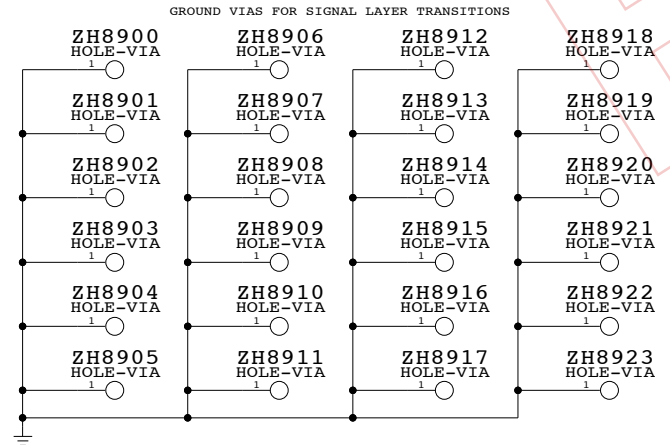 GROUND VIAS FOR SIGNAL LAYER TRANSITIONS
ZH8900
HOLE-VIA
1
ZH8901
HOLE-VIA
1
ZH8902
HOLE-VIA
1
ZH8903
HOLE-VIA
1
ZH8904
HOLE-VIA
1
ZH8905
HOLE-VIA
1
ZH8906
HOLE-VIA
1
ZH8907
HOLE-VIA
1
ZH8908
HOLE-VIA
1
ZH8909
HOLE-VIA
1
ZH8910
HOLE-VIA
1
ZH8911
HOLE-VIA
1
ZH8912
HOLE-VIA
1
ZH8913
HOLE-VIA
1
ZH8914
HOLE-VIA
1
ZH8915
HOLE-VIA
1
ZH8916
HOLE-VIA
1
ZH8917
HOLE-VIA
1
ZH8918
HOLE-VIA
1
ZH8919
HOLE-VIA
1
ZH8920
HOLE-VIA
1
ZH8921
HOLE-VIA
1
ZH8922
HOLE-VIA
1
ZH8923
HOLE-VIA
1